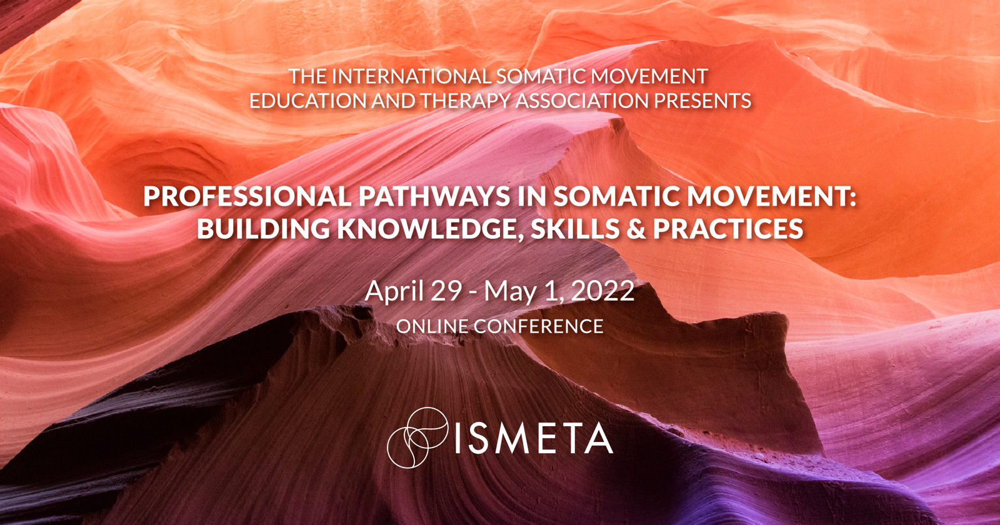 THE INTERNATIONAL SOMATIC MOVEMENT
EDUCATION AND THERAPY ASSOCIATION PRESENTS
PROFESSIONAL PATHWAYS IN SOMATIC MOVEMENT:
BUILDING KNOWLEDGE, SKILLS & PRACTICES
April 29 - May 1, 2022
ONLINE CONFERENCE
ISMETA